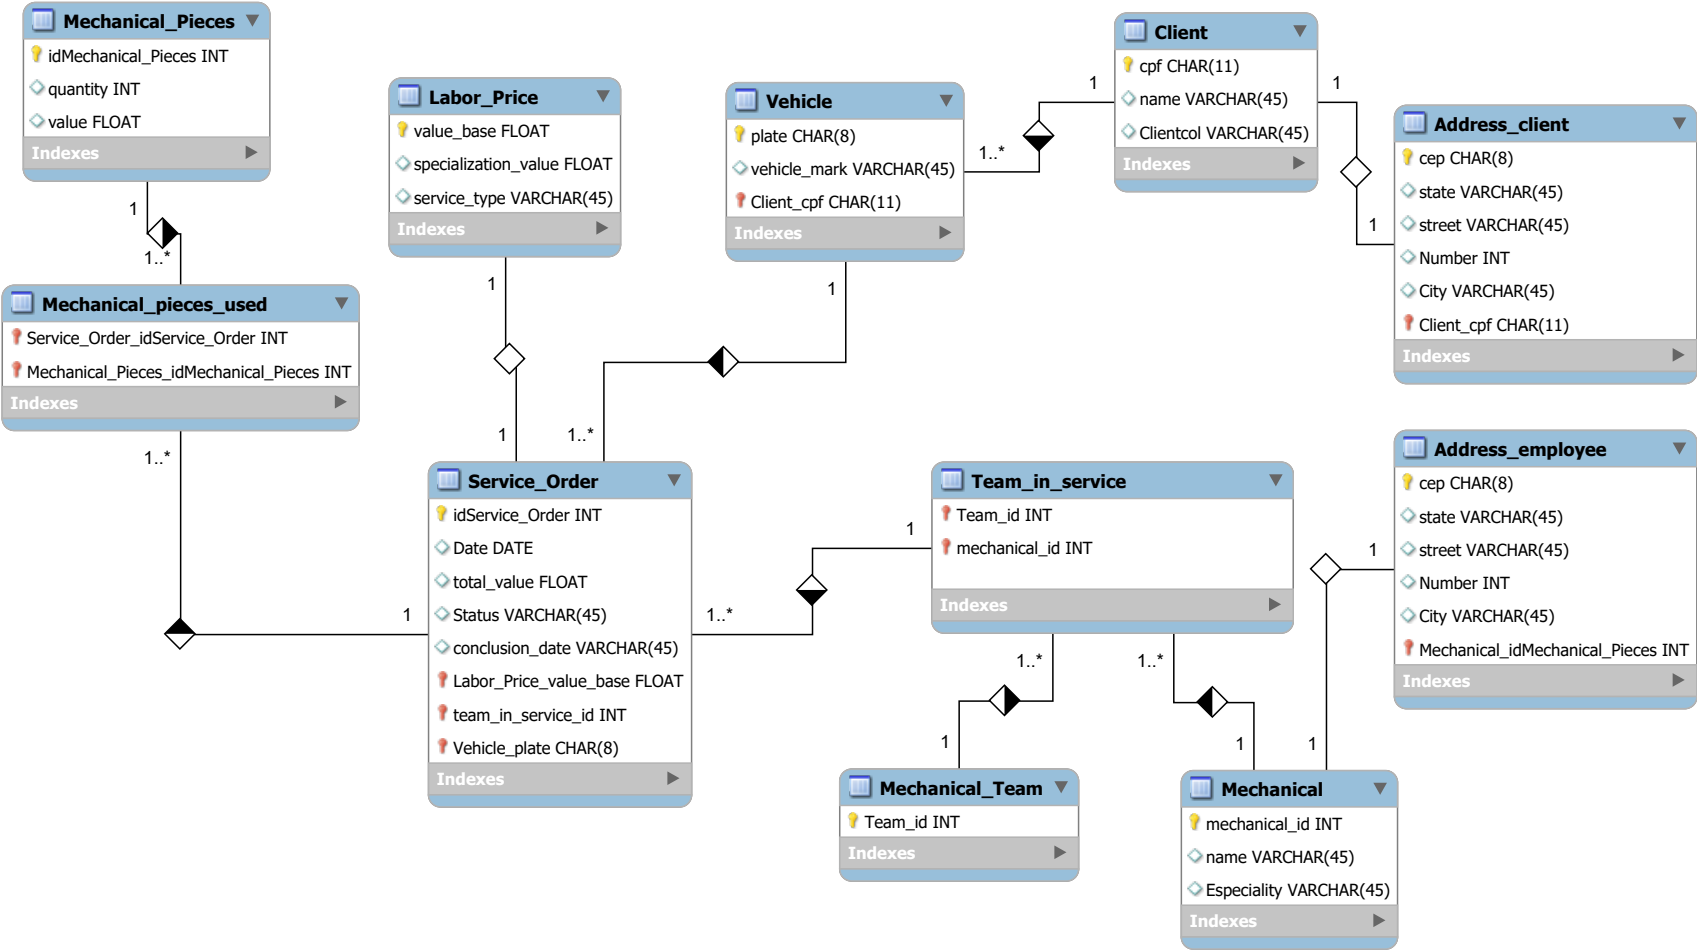 Mechanical_Pieces
idMechanical_Pieces INT
quantity INT
value FLOAT
Indexes
1
1..*
Mechanical_pieces_used
Service_Order_idService_Order INT
Mechanical_Pieces_idMechanical_Pieces INT
Indexes
1..*
1
Labor_Price
value_base FLOAT
specialization_value FLOAT
service_type VARCHAR(45)
Indexes
1
1
Vehicle
plate CHAR(8)
vehicle_mark VARCHAR(45)
Client_cpf CHAR(11)
Indexes
1
1..*
1..*
1
Client
cpf CHAR(11)
name VARCHAR(45)
Clientcol VARCHAR(45)
Indexes
1
1
Address_client
cep CHAR(8)
state VARCHAR(45)
street VARCHAR(45)
Number INT
City VARCHAR(45)
Client_cpf CHAR(11)
Indexes
Service_Order
idService_Order INT
Date DATE
total_value FLOAT
Status VARCHAR(45)
conclusion_date VARCHAR(45)
Labor_Price_value_base FLOAT
team_in_service_id INT
Vehicle_plate CHAR(8)
Indexes
1..*
1
Team_in_service
Team_id INT
mechanical_id INT
Indexes
1..*
1..*
1
1
1
1
Address_employee
cep CHAR(8)
state VARCHAR(45)
street VARCHAR(45)
Number INT
City VARCHAR(45)
Mechanical_idMechanical_Pieces INT
Indexes
Mechanical_Team
Team_id INT
Indexes
Mechanical
mechanical_id INT
name VARCHAR(45)
Especiality VARCHAR(45)
Indexes